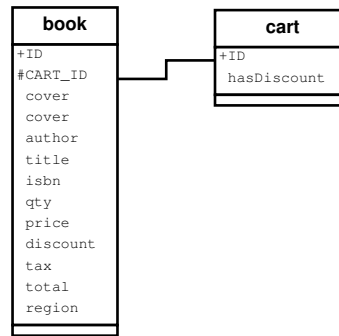 book
+ID
#CART_ID
cover
cover
author
title
isbn
qty
price
discount
tax
total
region
cart
+ID
hasDiscount